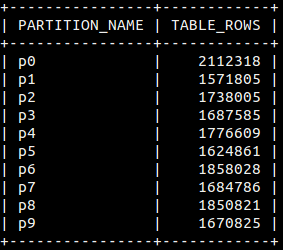 +----------------+------------+
| PARTITION_NAME | TABLE_ROWS |
+----------------+------------+
| p0             |    2112318 |
| p1             |    1571805 |
| p2             |    1738005 |
| p3             |    1687585 |
| p4             |    1776609 |
| p5             |    1624861 |
| p6             |    1858028 |
| p7             |    1684786 |
| p8             |    1850821 |
| p9             |    1670825 |
+----------------+------------+